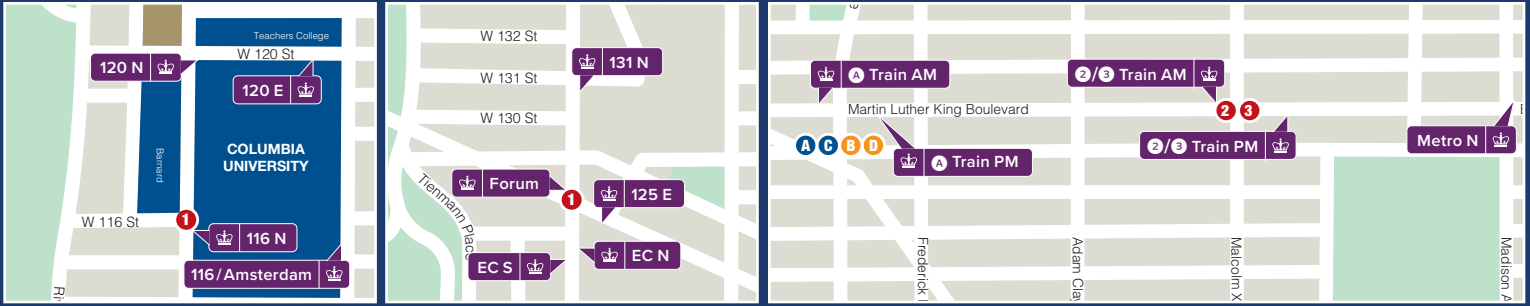 Teachers College
W 120 St
120 N
120 E
COLUMBIA
UNIVERSITY
Barnard
W 116 St
1
116 N
116/Amsterdam
W 132 St
131 N
W 131 St
W 130 St
Tienmann Place
Forum
1
125 E
EC S
EC N
A Train AM
2/3 Train AM
Martin Luther King Boulevard
2 3
A C B D
A Train PM
2/3 Train PM
Metro N
Frederick
Adam Cla
Malcolm X
Madison A